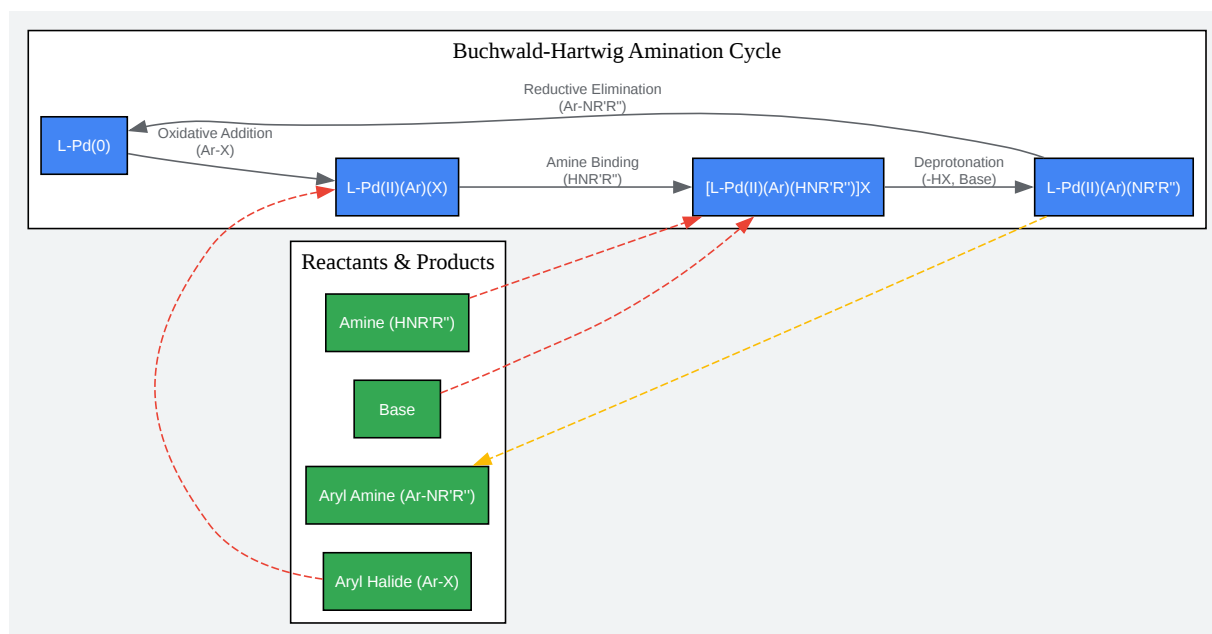 Buchwald-Hartwig Amination Cycle
Reductive Elimination
(Ar-NR'R")
L-Pd(0)
Oxidative Addition
(Ar-X)
L-Pd(II)(Ar)(X)
Amine Binding
(HNR'R")
[L-Pd(II)(Ar)(HNR'R")]X
Deprotonation
(-HX, Base)
L-Pd(II)(Ar)(NR'R")
Reactants & Products
Amine (HNR'R")
Base
Aryl Amine (Ar-NR'R'')
Aryl Halide (Ar-X)